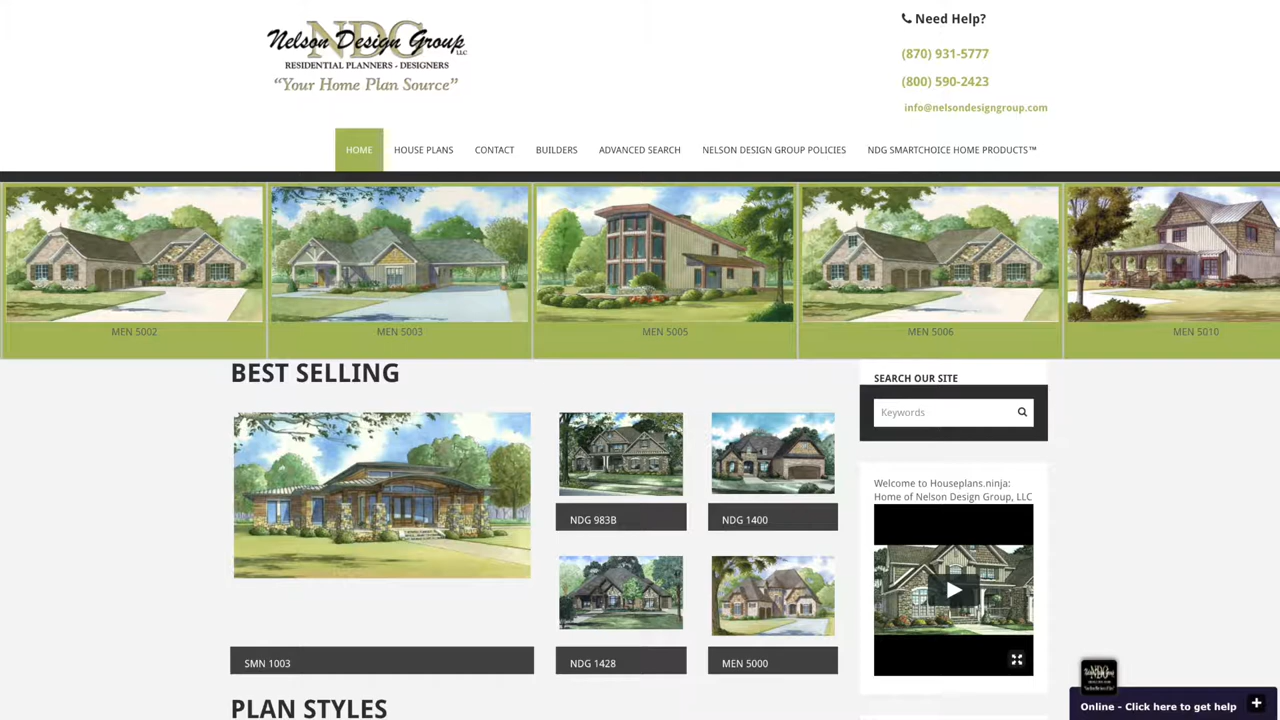 Need Help?
NDG
Nelson Design Group LLC
RESIDENTIAL PLANNERS - DESIGNERS
“Your Home Plan Source”
(870) 931-5777
(800) 590-2423
info@nelsondesigngroup.com
HOME HOUSE PLANS CONTACT BUILDERS ADVANCED SEARCH NELSON DESIGN GROUP POLICIES NDG SMARTCHOICE HOME PRODUCTS™
MEN 5002 MEN 5003 MEN 5005 MEN 5006 MEN 5010
BEST SELLING
SEARCH OUR SITE
Keywords
Welcome to Houseplans.ninja:
Home of Nelson Design Group, LLC
NDG 983B NDG 1400
SMN 1003 NDG 1428 MEN 5000
PLAN STYLES
NDG
Online - Click here to get help